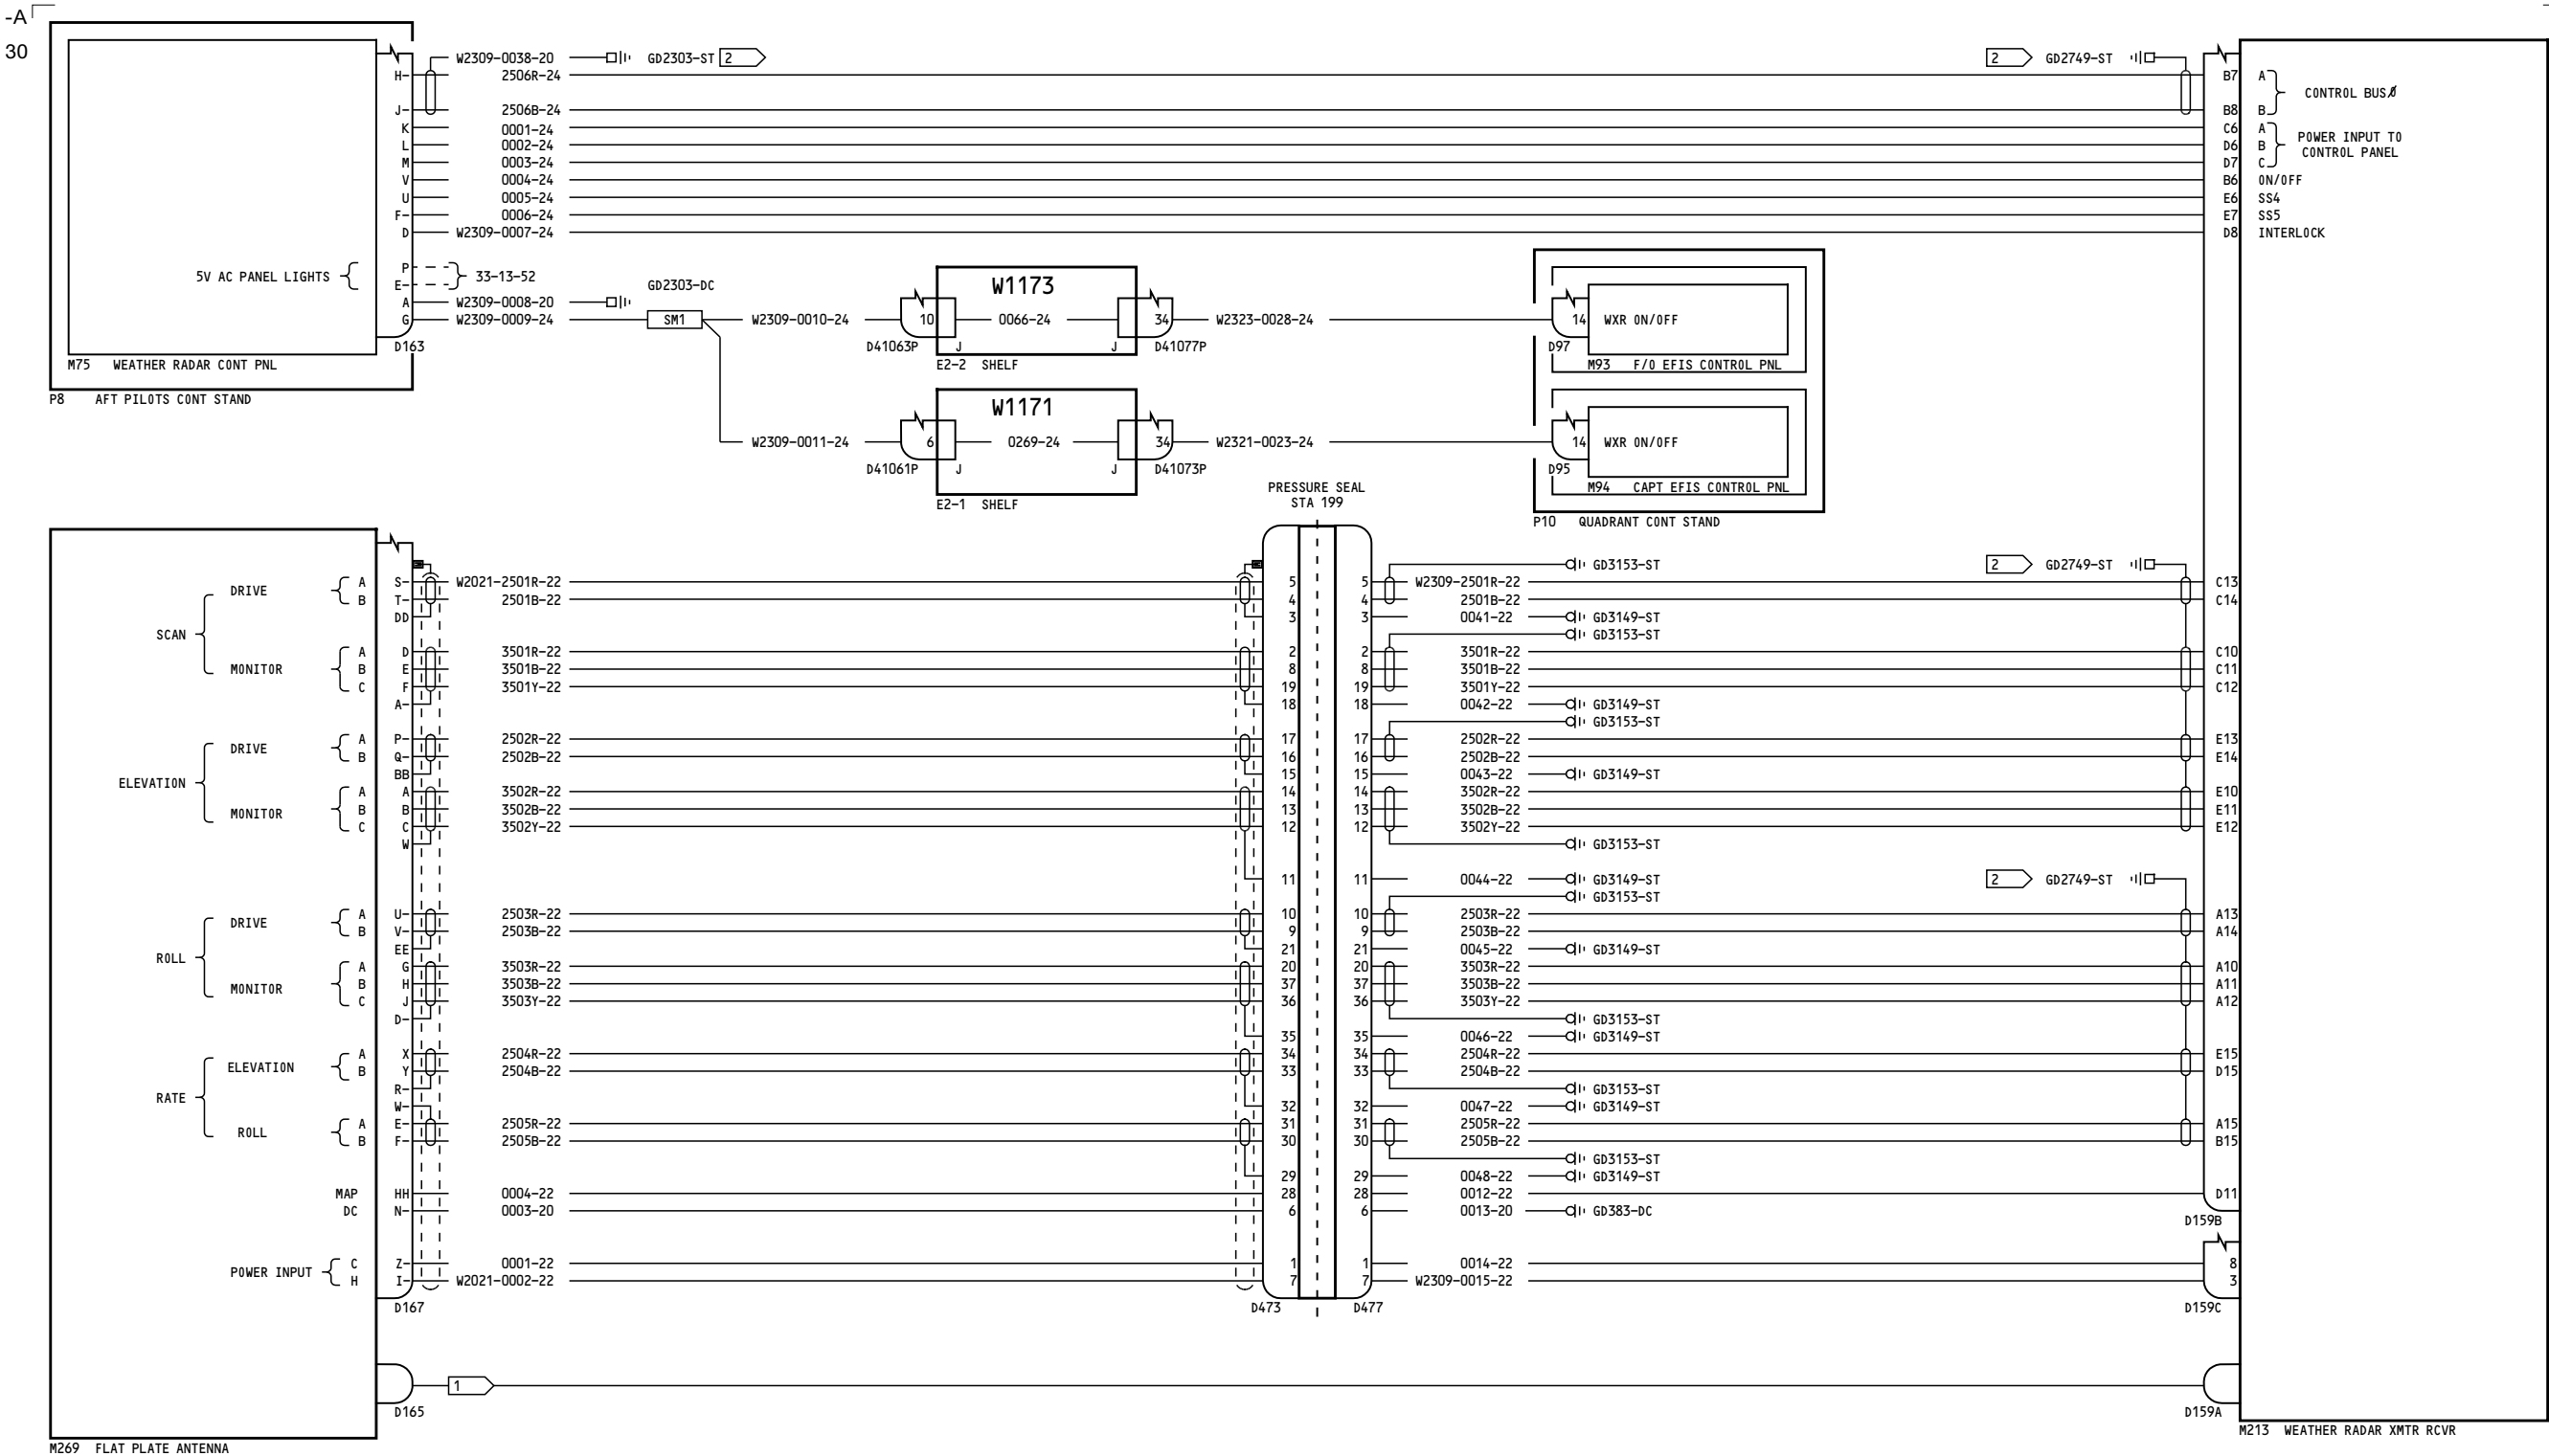 -A
30
W2309-0038-20 GD2303-ST 2 2 GD2749-ST
H- 2506R-24 B7 A
CONTROL BUSØ
J- 2506B-24 B8 B
K 0001-24 C6 A
POWER INPUT TO
L 0002-24 D6 B
CONTROL PANEL
M 0003-24 D7 C
V 0004-24 B6 ON/OFF
U 0005-24 E6 SS4
F- 0006-24 E7 SS5
D W2309-0007-24 D8 INTERLOCK
P
5V AC PANEL LIGHTS 33-13-52
E-
GD2303-DC W1173
A W2309-0008-20
G W2309-0009-24 SM1 W2309-0010-24 10 0066-24 34 W2323-0028-24 14 WXR ON/OFF
D163 D41063P J J D41077P D97
M75 WEATHER RADAR CONT PNL E2-2 SHELF M93 F/O EFIS CONTROL PNL
P8 AFT PILOTS CONT STAND
W1171
W2309-0011-24 6 0269-24 34 W2321-0023-24 14 WXR ON/OFF
D41061P J J D41073P D95
PRESSURE SEAL M94 CAPT EFIS CONTROL PNL
E2-1 SHELF STA 199
P10 QUADRANT CONT STAND
GD3153-ST 2 GD2749-ST
DRIVE A S- W2021-2501R-22 5 5 W2309-2501R-22 C13
B T- 2501B-22 4 4 2501B-22 C14
DD 3 3 0041-22 GD3149-ST
SCAN GD3153-ST
A D 3501R-22 2 2 3501R-22 C10
MONITOR B E 3501B-22 8 8 3501B-22 C11
C F 3501Y-22 19 19 3501Y-22 C12
A- 18 18 0042-22 GD3149-ST
GD3153-ST
DRIVE A P- 2502R-22 17 17 2502R-22 E13
B Q- 2502B-22 16 16 2502B-22 E14
BB 15 15 0043-22 GD3149-ST
ELEVATION
A A 3502R-22 14 14 3502R-22 E10
MONITOR B B 3502B-22 13 13 3502B-22 E11
C C 3502Y-22 12 12 3502Y-22 E12
W GD3153-ST
11 11 0044-22 GD3149-ST 2 GD2749-ST
GD3153-ST
DRIVE A U- 2503R-22 10 10 2503R-22 A13
B V- 2503B-22 9 9 2503B-22 A14
EE 21 21 0045-22 GD3149-ST
ROLL
A G 3503R-22 20 20 3503R-22 A10
MONITOR B H 3503B-22 37 37 3503B-22 A11
C J 3503Y-22 36 36 3503Y-22 A12
D- GD3153-ST
35 35 0046-22 GD3149-ST
ELEVATION A X 2504R-22 34 34 2504R-22 E15
B Y 2504B-22 33 33 2504B-22 D15
R- GD3153-ST
RATE
W- 32 32 0047-22 GD3149-ST
ROLL A E- 2505R-22 31 31 2505R-22 A15
B F- 2505B-22 30 30 2505B-22 B15
GD3153-ST
29 29 0048-22 GD3149-ST
MAP HH 0004-22 28 28 0012-22 D11
DC N- 0003-20 6 6 0013-20 GD383-DC
D159B
POWER INPUT C Z- 0001-22 1 1 0014-22 8
H I- W2021-0002-22 7 7 W2309-0015-22 3
D167 D473 D477 D159C
1
D165 D159A
M269 FLAT PLATE ANTENNA M213 WEATHER RADAR XMTR RCVR